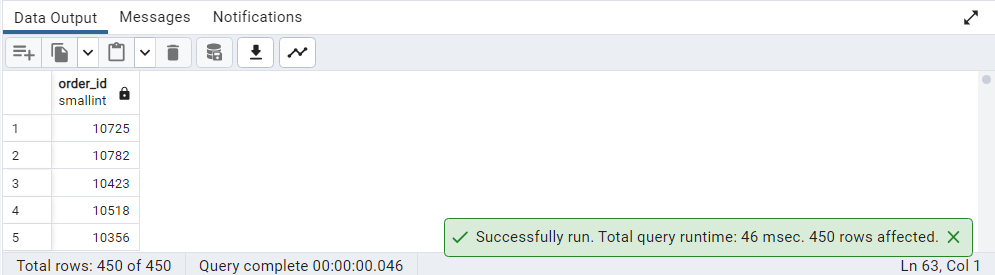 Data Output Messages Notifications
order_id
smallint
1 10725
2 10782
3 10423
4 10518
5 10356
Successfully run. Total query runtime: 46 msec. 450 rows affected.
Total rows: 450 of 450 Query complete 00:00:00.046 Ln 63, Col 1